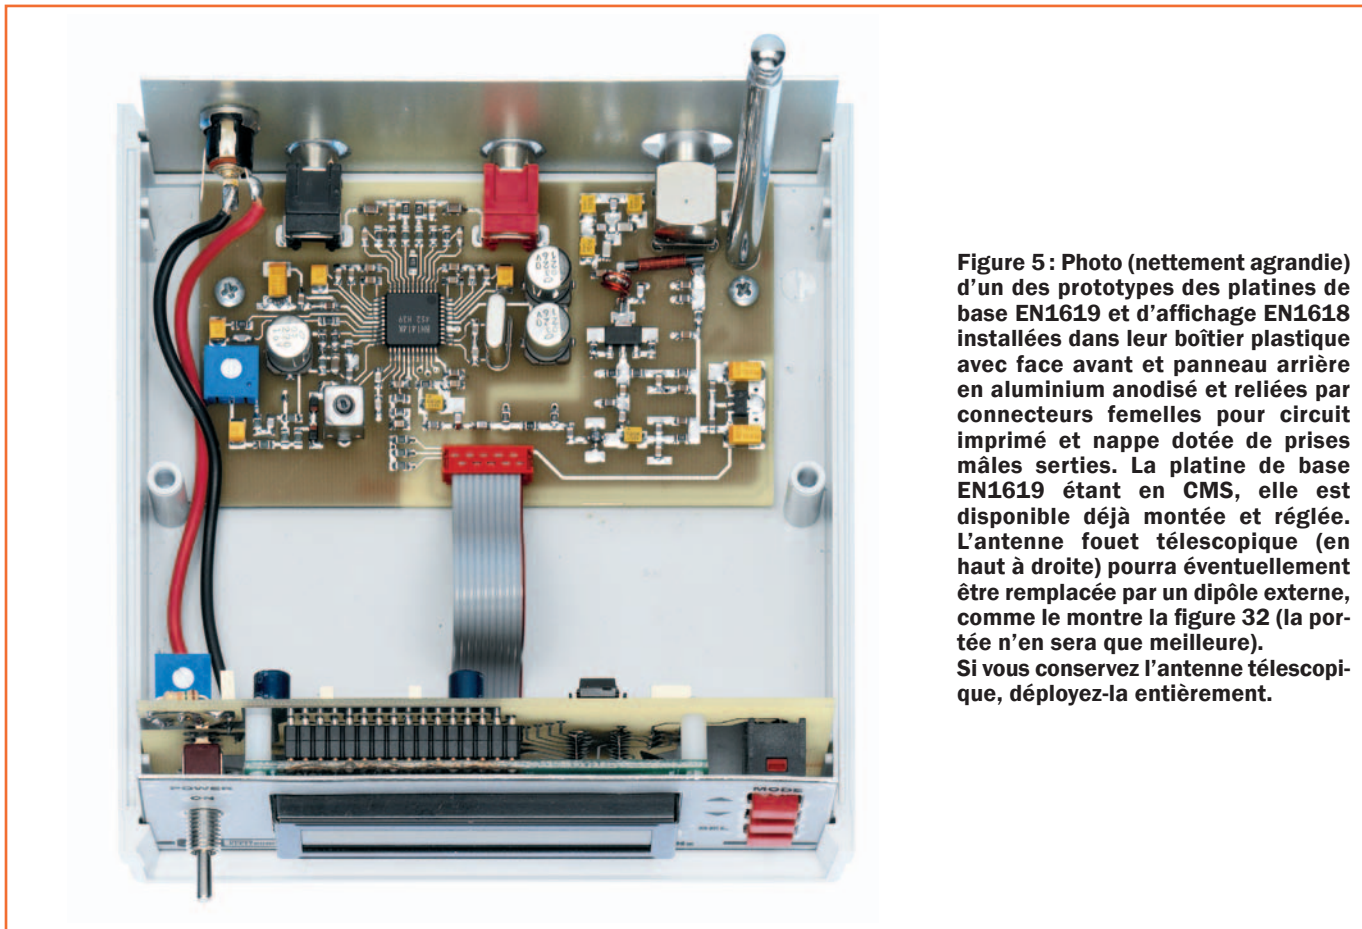 Figure 5 : Photo (nettement agrandie)
d'un des prototypes des platines de
base EN1619 et d'affichage EN1618
installées dans leur boîtier plastique
avec face avant et panneau arrière
en aluminium anodisé et reliées par
connecteurs femelles pour circuit
imprimé et nappe dotée de prises
mâles serties. La platine de base
EN1619 étant en CMS, elle est
disponible déjà montée et réglée.
L'antenne fouet télescopique (en
haut à droite) pourra éventuellement
être remplacée par un dipôle externe,
comme le montre la figure 32 (la por-
tée n'en sera que meilleure).
Si vous conservez l'antenne télescopi-
que, déployez-la entièrement.
POWER
ON
MODE
SEL